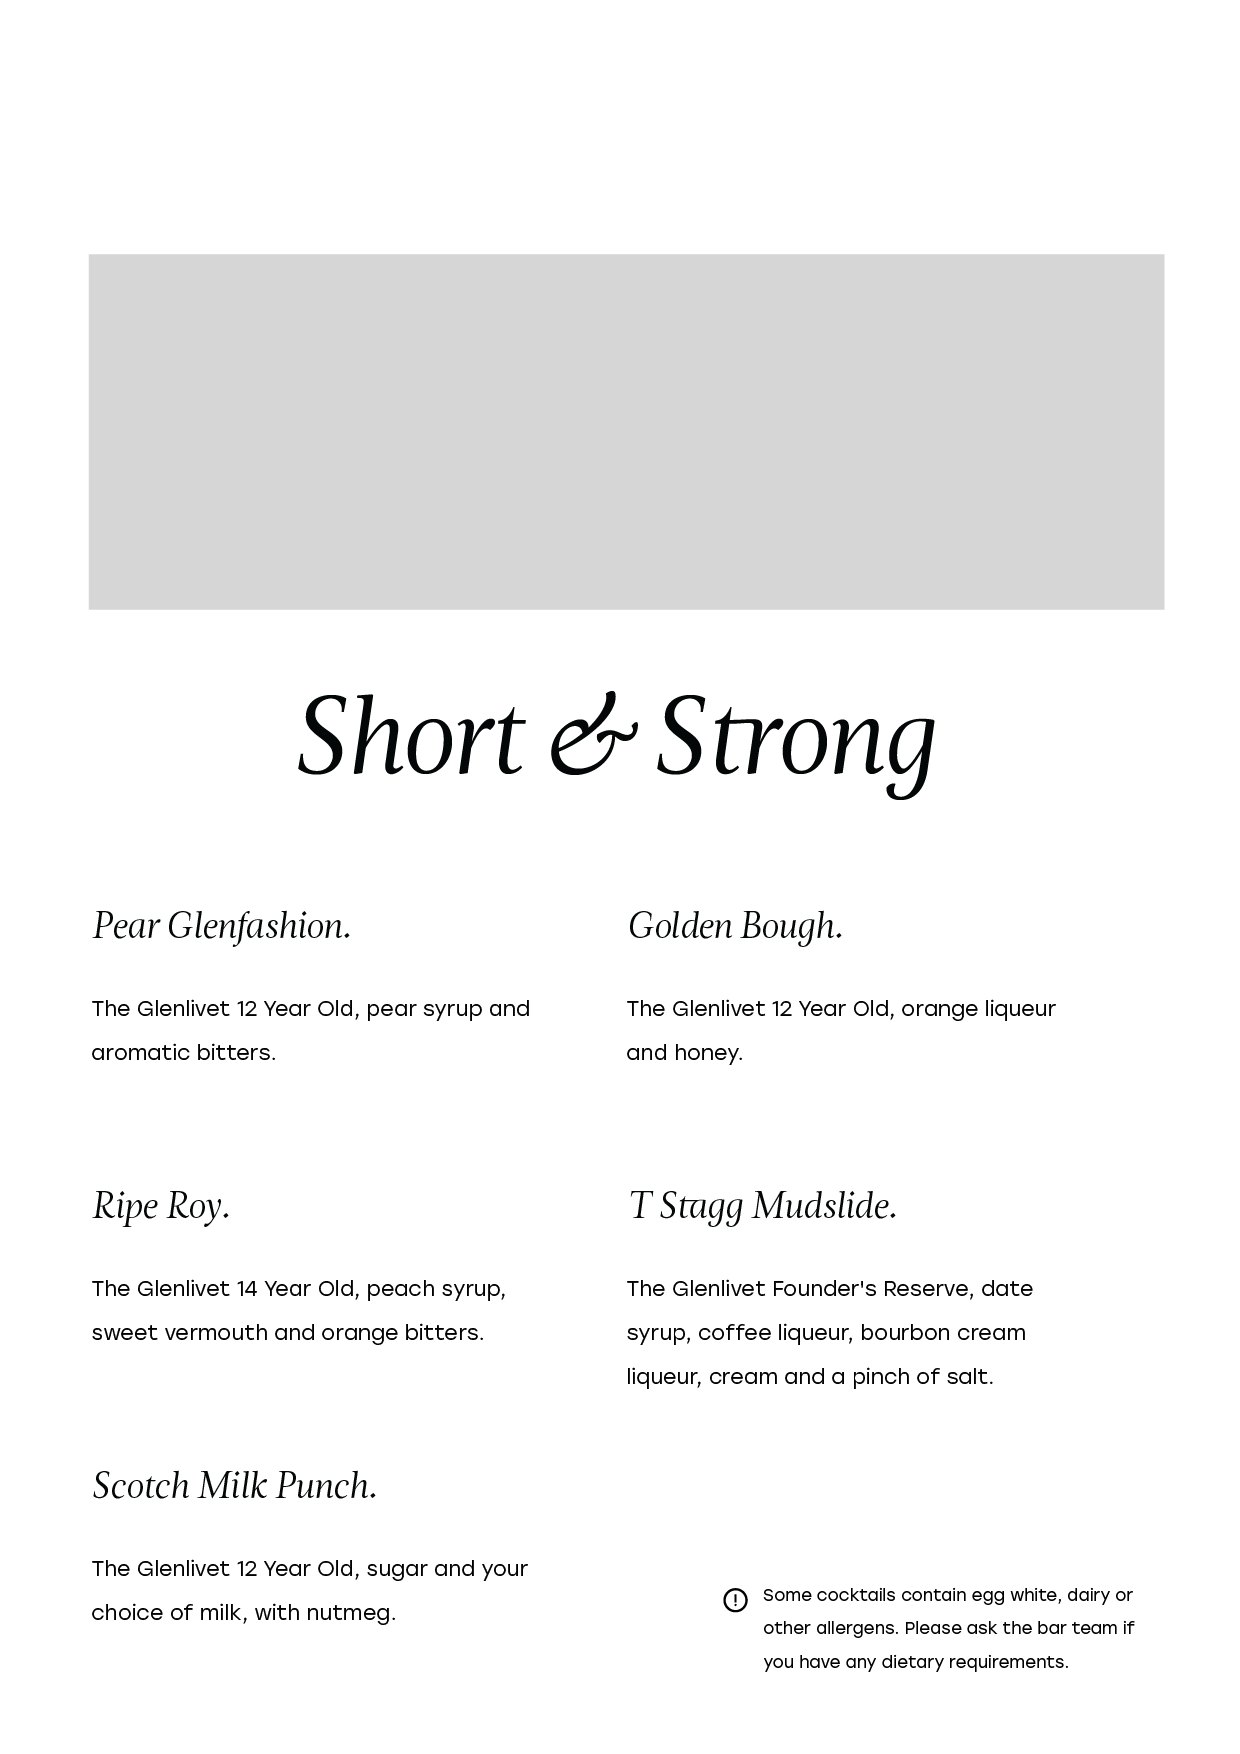 Short & Strong
Pear Glenfashion.
The Glenlivet 12 Year Old, pear syrup and
aromatic bitters.
Golden Bough.
The Glenlivet 12 Year Old, orange liqueur
and honey.
Ripe Roy.
The Glenlivet 14 Year Old, peach syrup,
sweet vermouth and orange bitters.
T Stagg Mudslide.
The Glenlivet Founder's Reserve, date
syrup, coffee liqueur, bourbon cream
liqueur, cream and a pinch of salt.
Scotch Milk Punch.
The Glenlivet 12 Year Old, sugar and your
choice of milk, with nutmeg.
Some cocktails contain egg white, dairy or
other allergens. Please ask the bar team if
you have any dietary requirements.